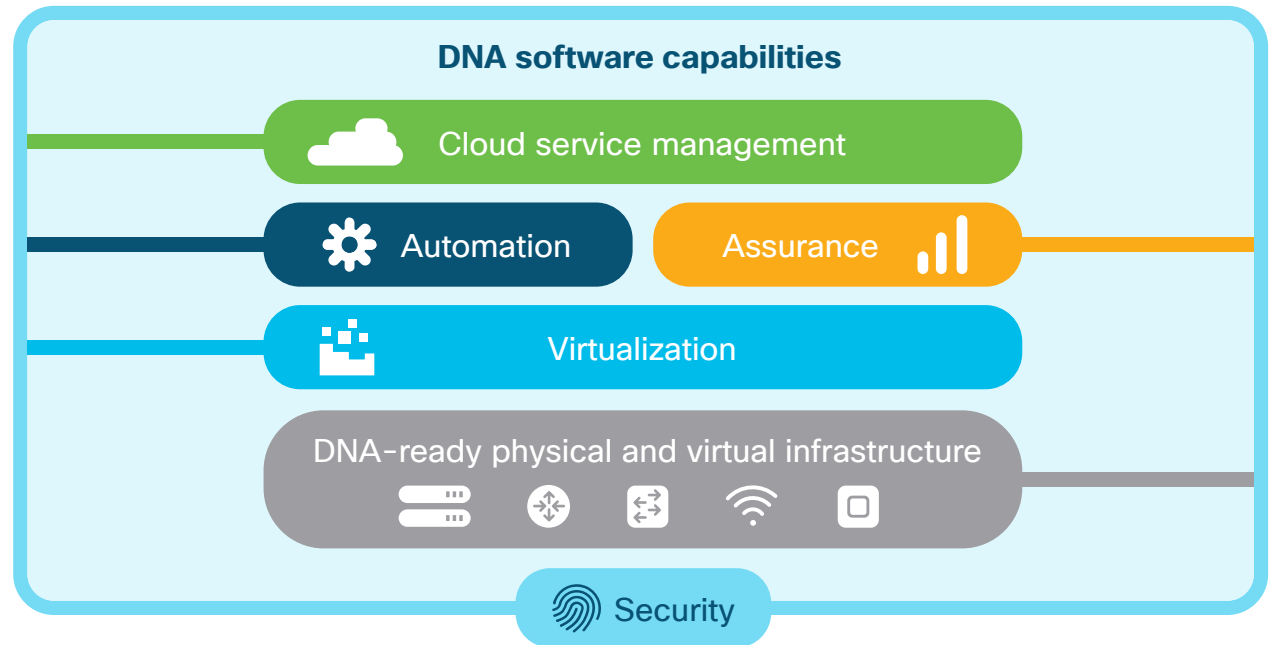 DNA software capabilities
Cloud service management
Automation
Assurance
Virtualization
DNA-ready physical and virtual infrastructure
Security